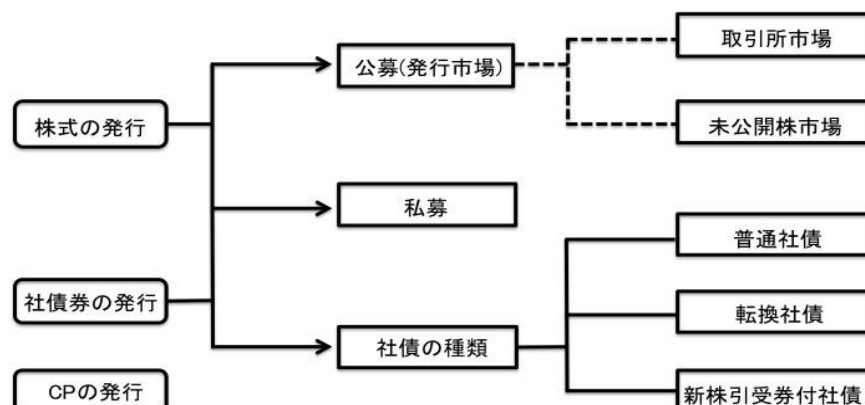 株式の発行
社債券の発行
CPの発行
公募(発行市場)
私募
社債の種類
取引所市場
未公開株市場
普通社債
転換社債
新株引受券付社債